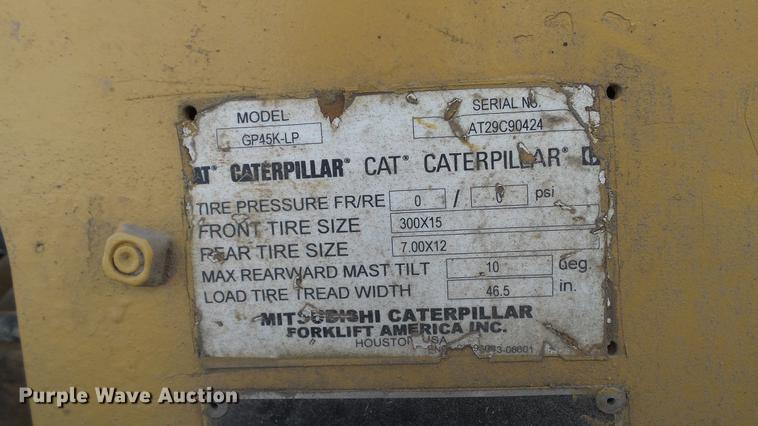 MODEL SERIAL NO.
GP45K-LP AT29C90424
AT® CATERPILLAR® CAT® CATERPILLAR®
TIRE PRESSURE FR/RE 0 / 0 psi
FRONT TIRE SIZE 300X15
REAR TIRE SIZE 7.00X12
MAX REARWARD MAST TILT 10 deg.
LOAD TIRE TREAD WIDTH 46.5 in.
MITSUBISHI CATERPILLAR
FORKLIFT AMERICA INC.
HOUSTON, USA
Purple Wave Auction